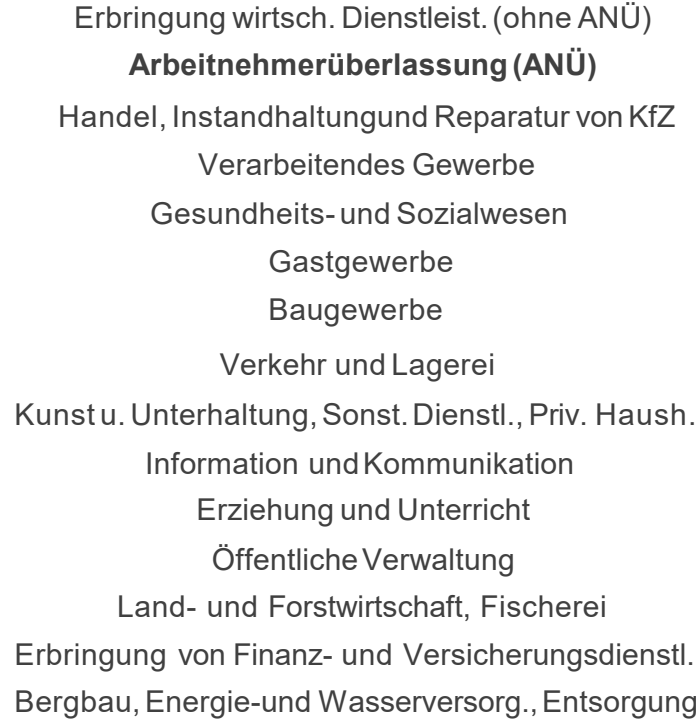 Erbringung wirtsch. Dienstleist. (ohne ANÜ)
Arbeitnehmerüberlassung (ANÜ)
Handel, Instandhaltungund Reparatur von KfZ
Verarbeitendes Gewerbe
Gesundheits- und Sozialwesen
Gastgewerbe
Baugewerbe
Verkehr und Lagerei
Kunst u. Unterhaltung, Sonst. Dienstl., Priv. Haush.
Information und Kommunikation
Erziehung und Unterricht
Öffentliche Verwaltung
Land- und Forstwirtschaft, Fischerei
Erbringung von Finanz- und Versicherungsdienstl.
Bergbau, Energie-und Wasserversorg., Entsorgung